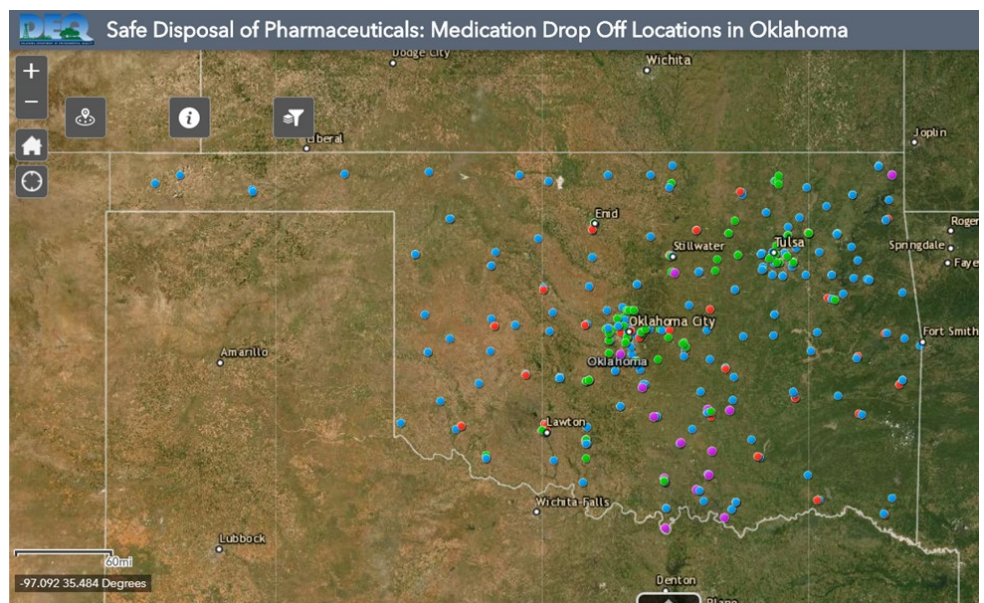 DEQ
Safe Disposal of Pharmaceuticals: Medication Drop Off Locations in Oklahoma
Dodge City
Wichita
+
−
i
Liberal
Joplin
Enid
Roger
Stillwater
Tulsa
Springdale
Faye
Oklahoma City
Fort Smith
Amarillo
Oklahoma
Lawton
Wichita Falls
Lubbock
60mi
-97.092 35.484 Degrees
Denton
Plano